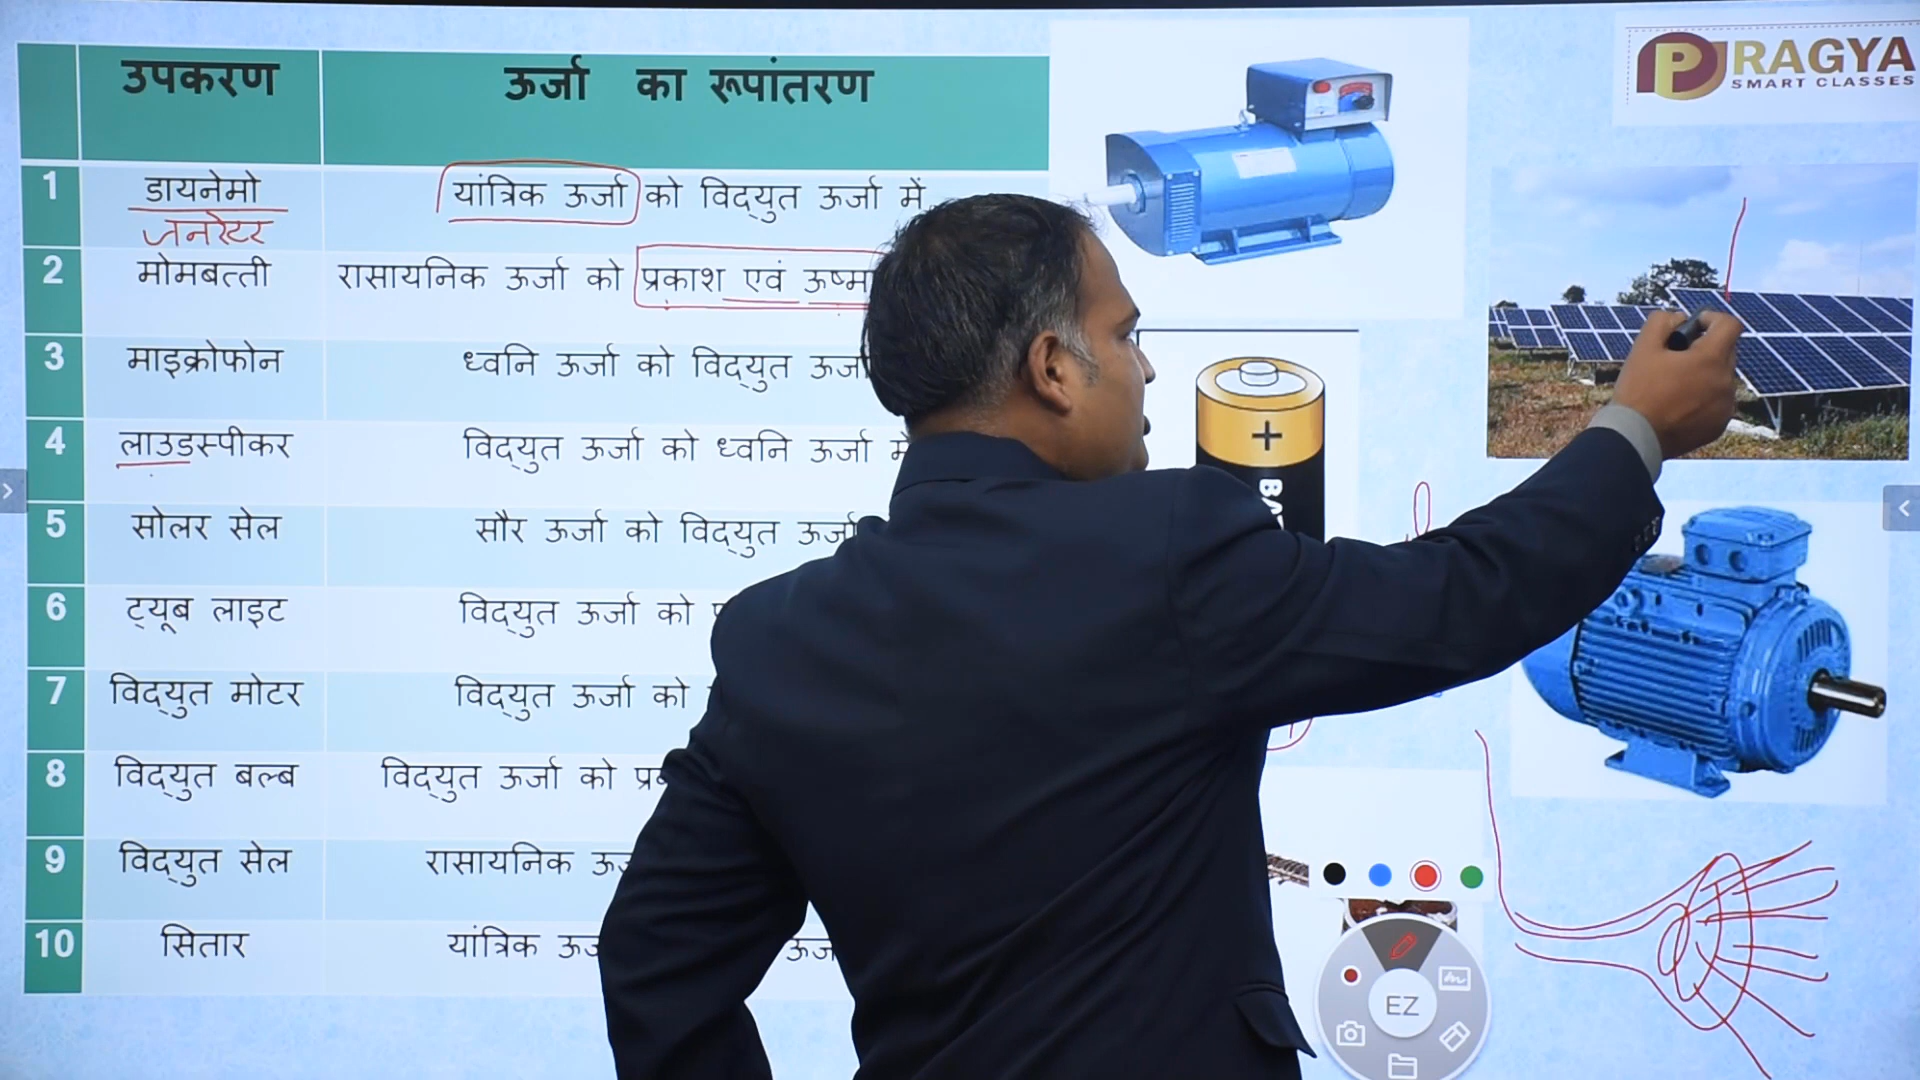 उपकरण ऊर्जा का रूपांतरण
1 डायनेमो यांत्रिक ऊर्जा को विद्युत ऊर्जा में
जनरेटर
2 मोमबत्ती रासायनिक ऊर्जा को प्रकाश एवं ऊष्म
3 माइक्रोफोन ध्वनि ऊर्जा को विद्युत ऊर्जा
4 लाउडस्पीकर विद्युत ऊर्जा को ध्वनि ऊर्जा में
5 सोलर सेल सौर ऊर्जा को विद्युत ऊर्जा
6 ट्यूब लाइट विद्युत ऊर्जा को
7 विद्युत मोटर विद्युत ऊर्जा को
8 विद्युत बल्ब विद्युत ऊर्जा को
9 विद्युत सेल रासायनिक
10 सितार यांत्रिक
PRAGYA
SMART CLASSES
+
EZ